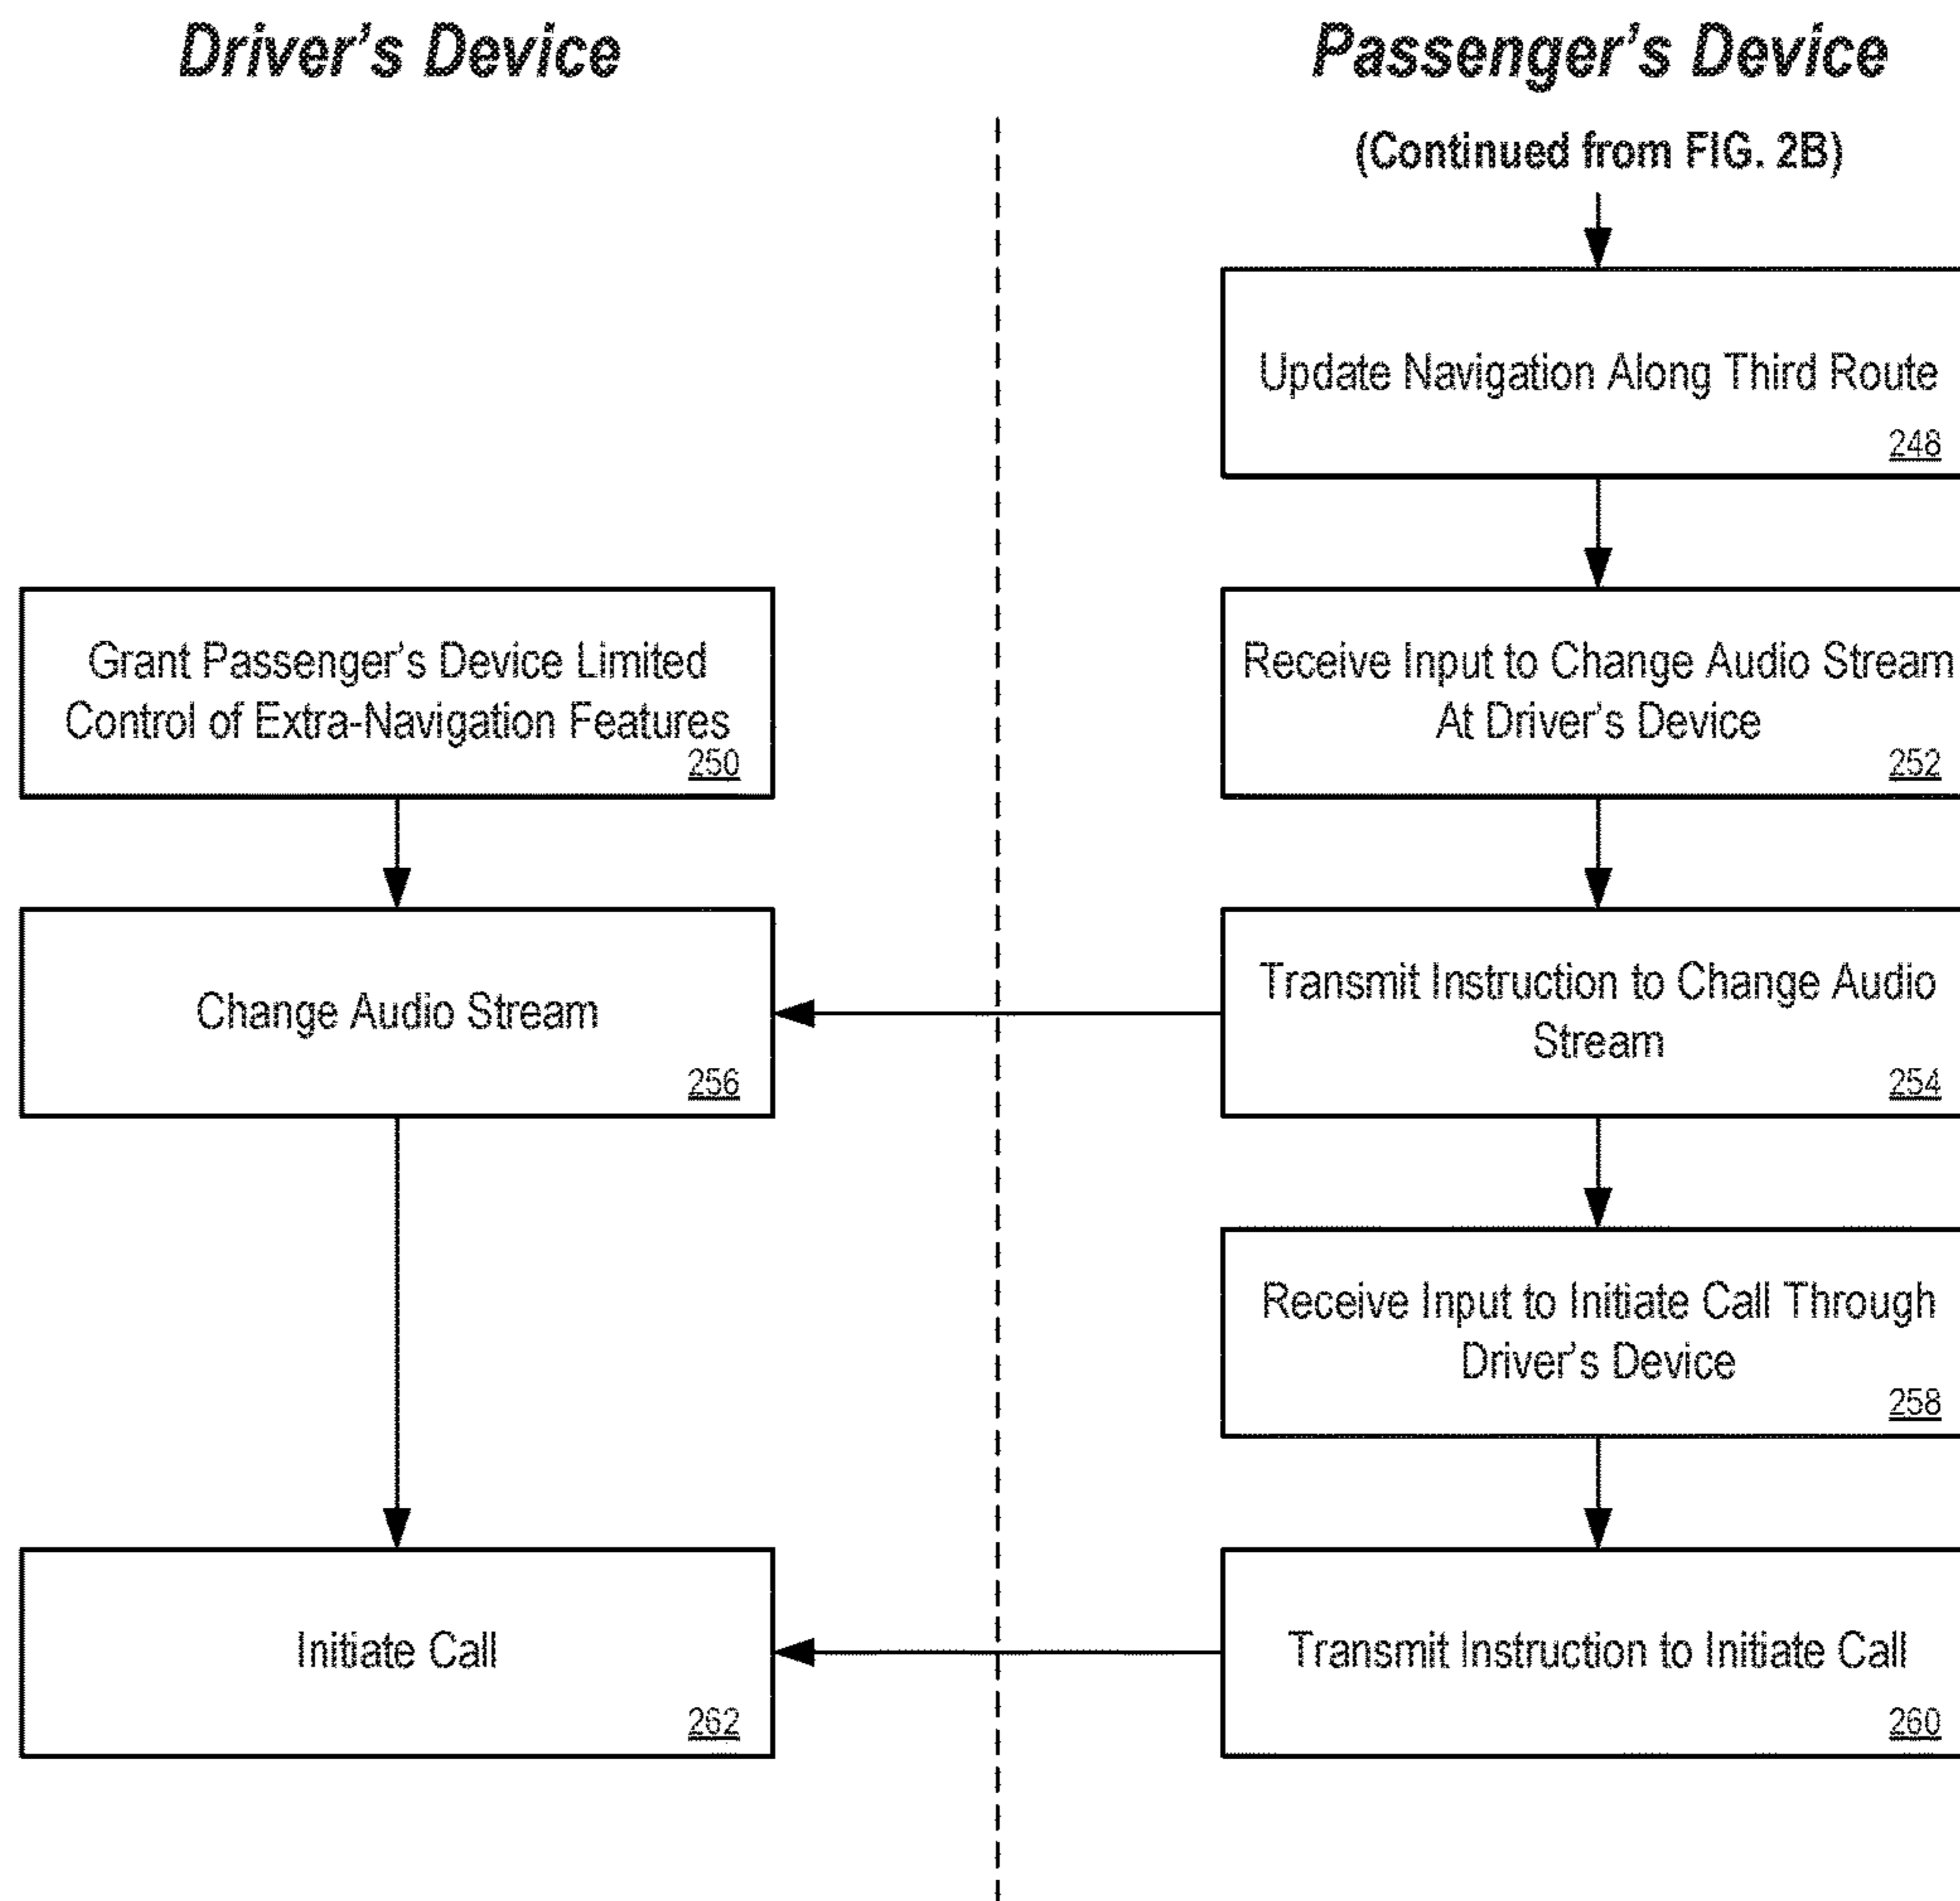 Driver's Device
Passenger's Device
(Continued from FIG. 2B)
Update Navigation Along Third Route
248
Grant Passenger's Device Limited
Control of Extra-Navigation Features
250
Receive Input to Change Audio Stream
At Driver's Device
252
Change Audio Stream
256
Transmit Instruction to Change Audio
Stream
254
Receive Input to Initiate Call Through
Driver's Device
258
Initiate Call
262
Transmit Instruction to Initiate Call
260